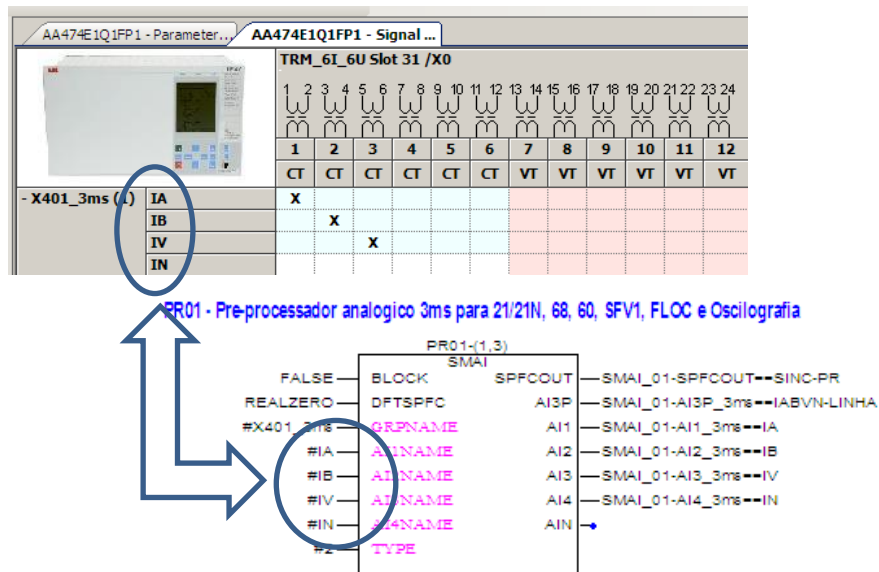 AA474E1Q1FP1 - Parameter... AA474E1Q1FP1 - Signal ...
TRM_6I_6U Slot 31 /X0
1 2 3 4 5 6 7 8 9 10 11 12 13 14 15 16 17 18 19 20 21 22 23 24
1 2 3 4 5 6 7 8 9 10 11 12
CT CT CT CT CT CT VT VT VT VT VT VT
- X401_3ms (1) IA X
IB X
IV X
IN
PR01 - Pre-processador analogico 3ms para 21/21N, 68, 60, SFV1, FLOC e Oscilografia
PR01-(1,3)
SMAI
FALSE BLOCK SPFCOUT SMAI_01-SPFCOUT==SINC-PR
REALZERO DFTSPFC AI3P SMAI_01-AI3P_3ms==IABVN-LINHA
#X401_3ms GRPNAME AI1 SMAI_01-AI1_3ms==IA
#IA AI1NAME AI2 SMAI_01-AI2_3ms==IB
#IB AI2NAME AI3 SMAI_01-AI3_3ms==IV
#IV AI3NAME AI4 SMAI_01-AI4_3ms==IN
#IN AI4NAME AIN
#2 TYPE